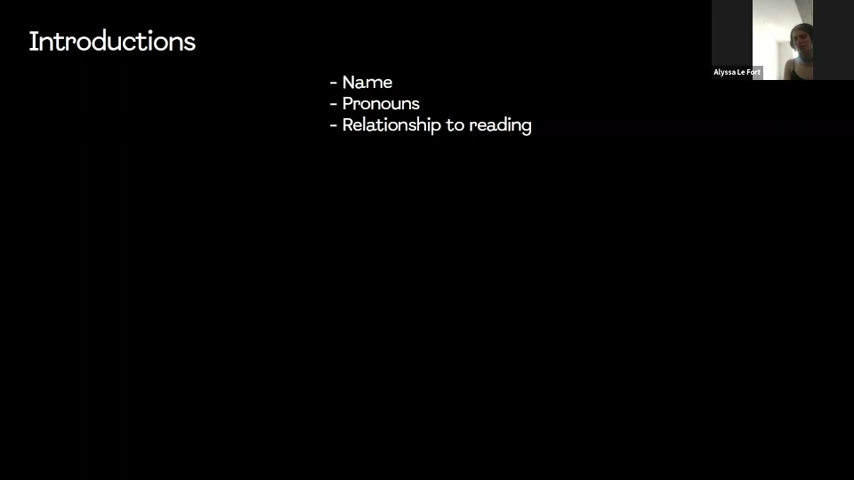 Introductions
- Name
- Pronouns
- Relationship to reading
Alyssa Le Fort